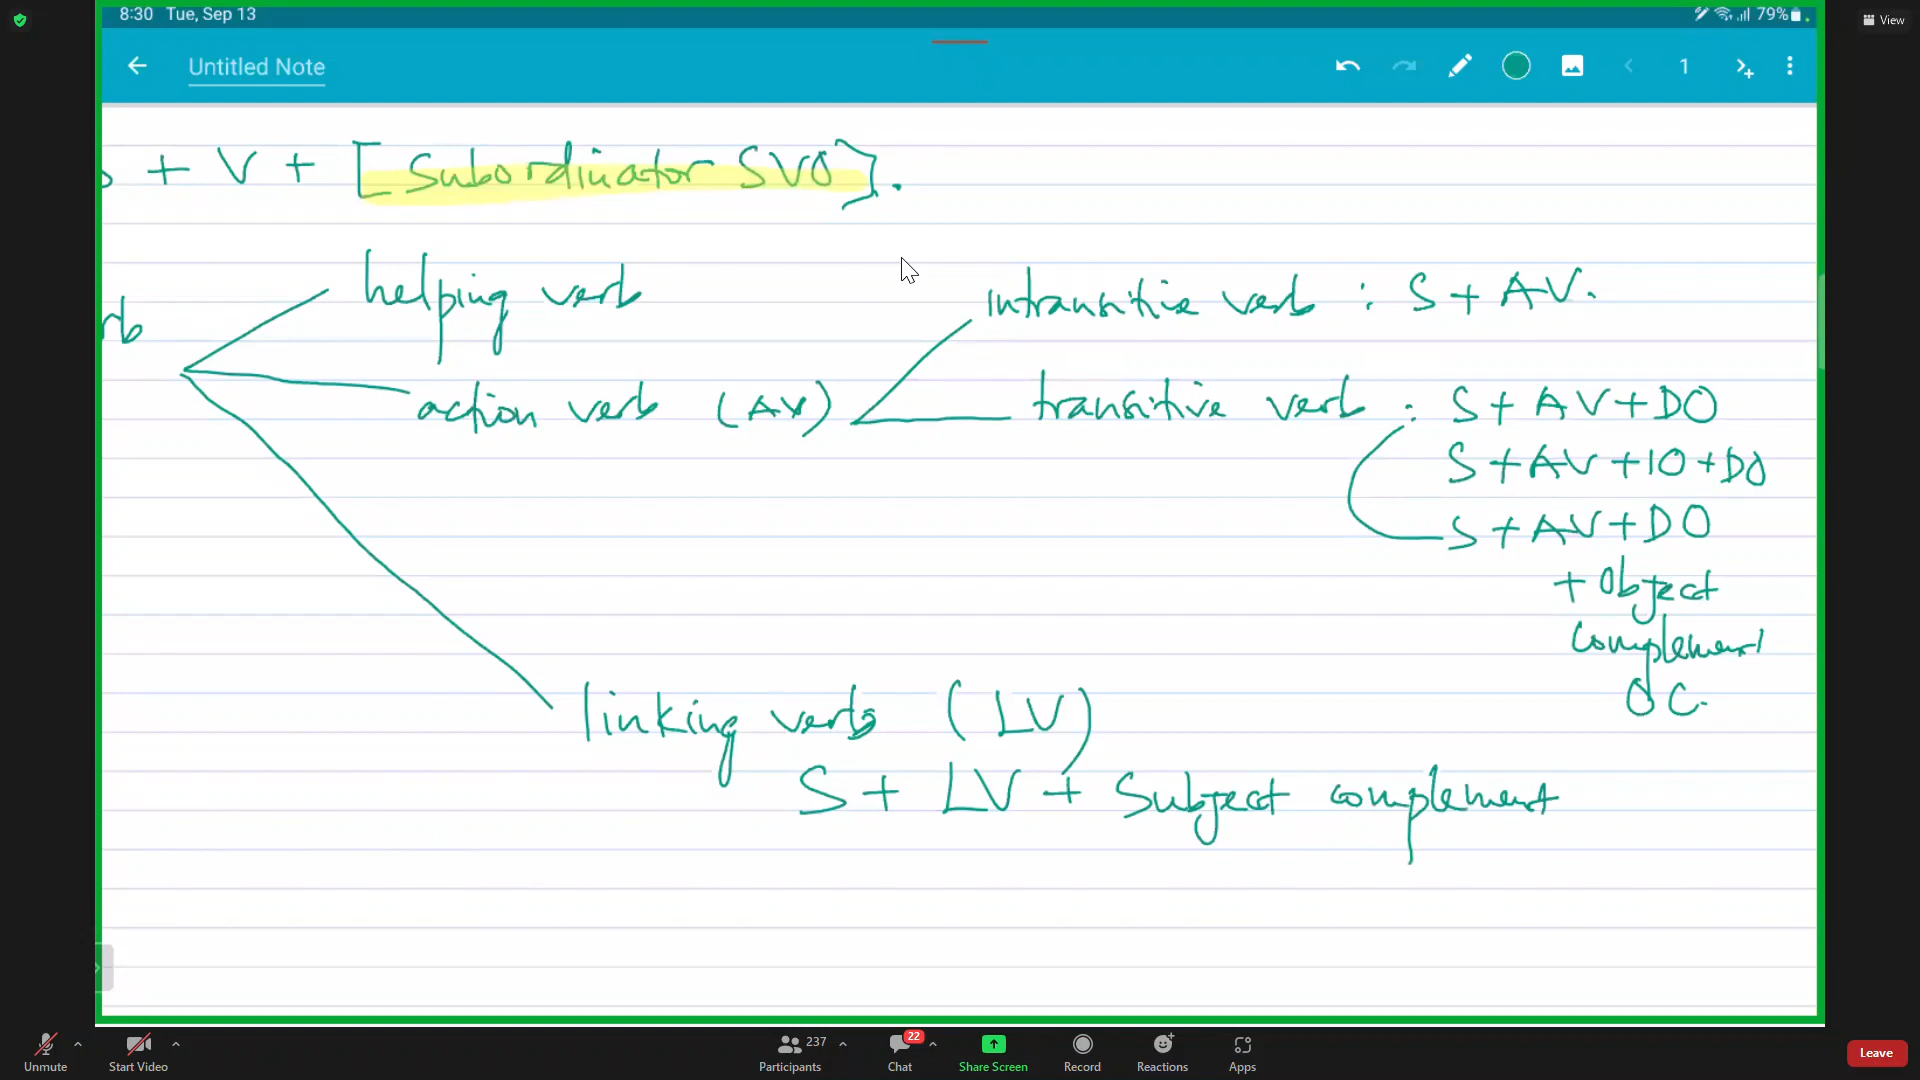 8:30 Tue, Sep 13
79%
View
Untitled Note
1
+ V + [Subordinator SVO].
helping verb
intransitive verb : S + AV.
rb
action verb (AV)
transitive verb : S + AV + DO
S + AV + IO + DO
S + AV + DO
+ Object
complement
OC.
linking verbs (LV)
S + LV + Subject complement
Unmute
Start Video
237
Participants
22
Chat
Share Screen
Record
Reactions
Apps
Leave